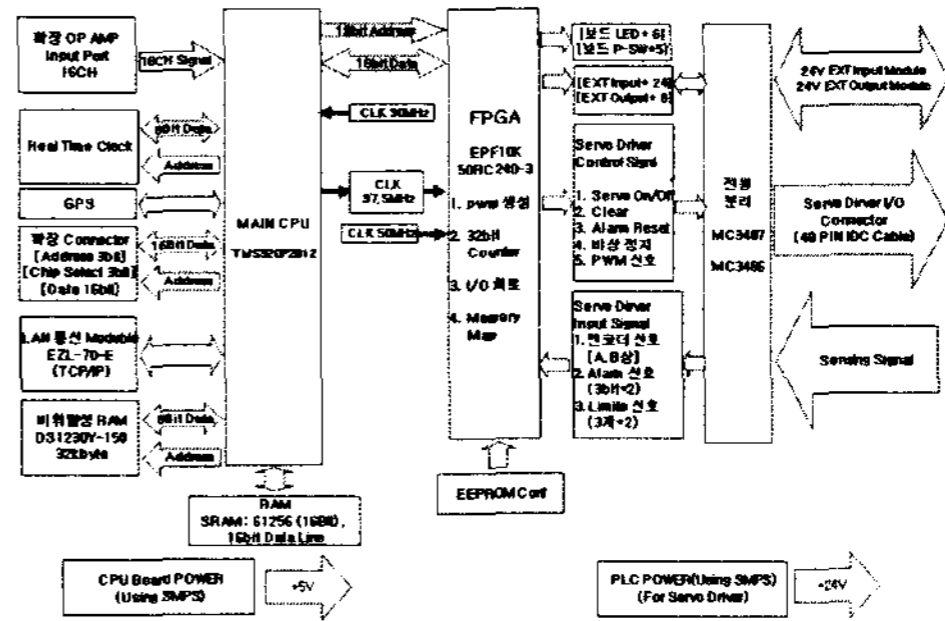 확장 OP AMP
Input Port
16CH
16CH Signal
Real Time Clock
8Bit Data
Address
GPS
확장 Connector
[Address 3bit]
[Chip Select 3bit]
[Data 16bit]
16Bit Data
Address
LAN 통신 Modulde
EZL-70-E
(TCP/IP)
비휘발성 RAM
DS1230Y-150
32kbyte
8Bit Data
Address
MAIN CPU
TMS320F2812
RAM
SRAM: 61256 (16Bit),
16bit Data Line
18bit Address
16bit Data
CLK 30MHz
CLK
37.5MHz
CLK 50MHz
FPGA
EPF10K
50RC240-3
1. PWM 생성
2. 32bit
Counter
3. I/O 회로
4. Memory
Map
EEPROM Conf
[보드 LED * 6]
[보드 P-SW*5]
[EXT Input * 24]
[EXT Output * 8]
Servo Driver
Control Signl
1. Servo On/Off
2. Clear
3. Alarm Reset
4. 비상 정지
5. PWM 신호
Servo Dirver
Input Signal
1. 엔코더 신호
[A,B상]
2. Alarm 신호
(3bit*2)
3. Limite 신호
(3개*2)
전원
분리
MC3487
MC3486
24V EXT Input Module
24V EXT Output Module
Servo Driver I/O
Connector
(40 PIN IDC Cable)
Sensing Signal
CPU Board POWER
(Using SMPS)
+5V
PLC POWER(Using SMPS)
(For Servo Driver)
+24V